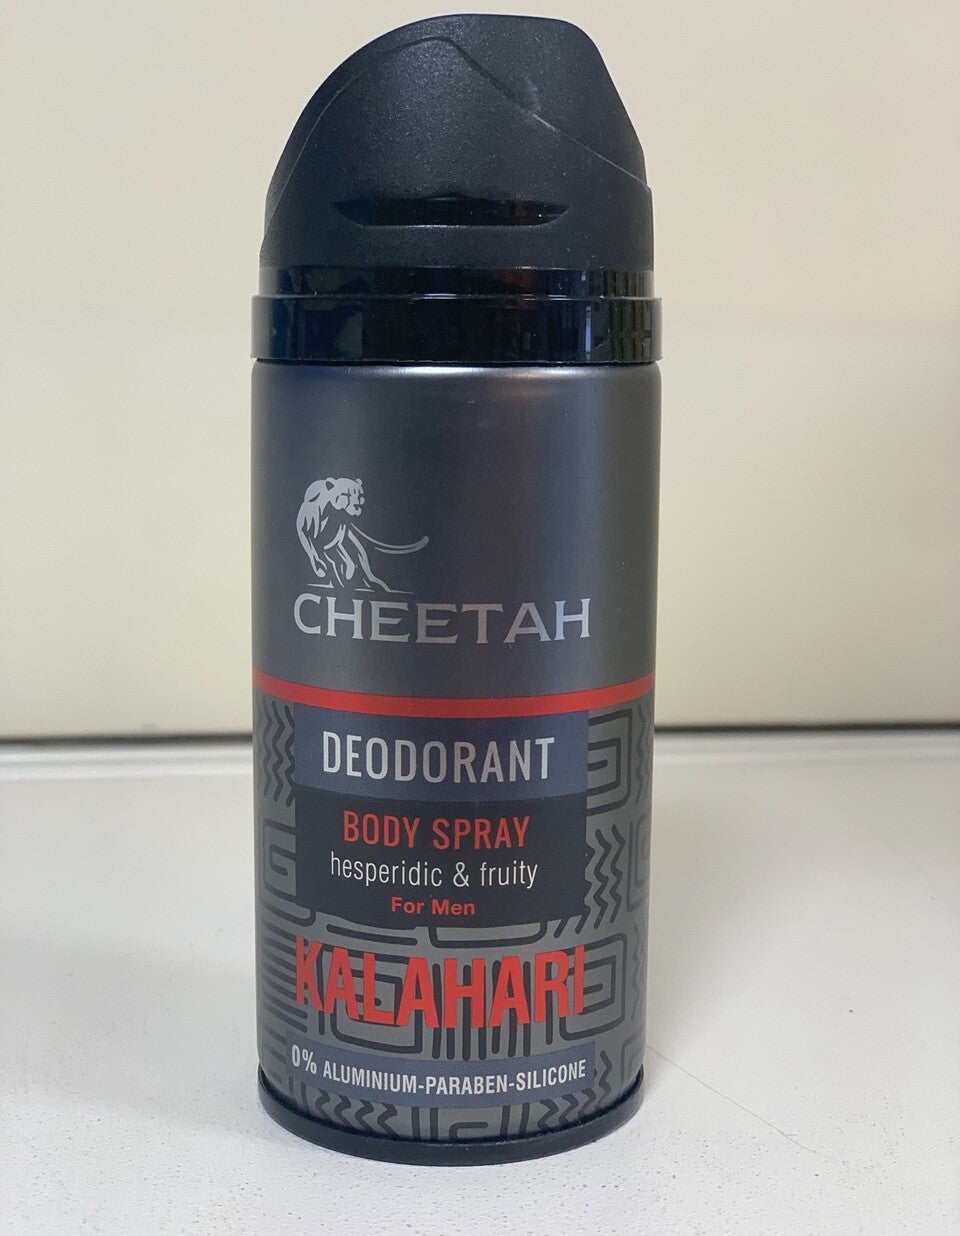 CHEETAH
DEODORANT
BODY SPRAY
hesperidic & fruity
For Men
KALAHARI
0% ALUMINIUM-PARABEN-SILICONE